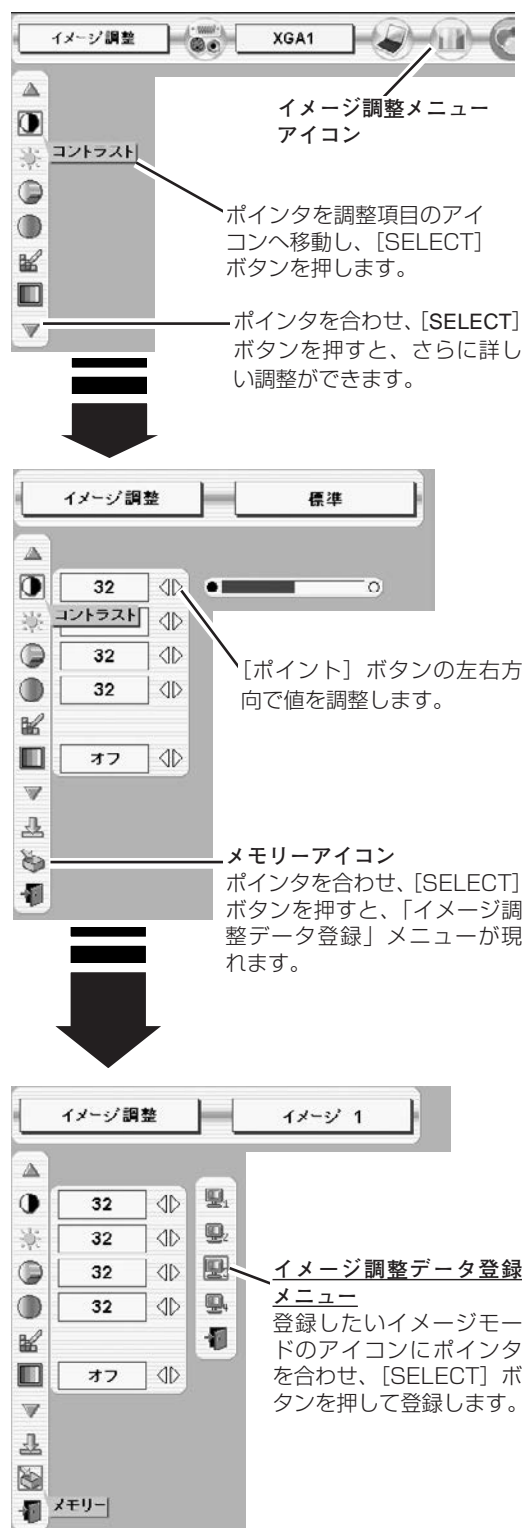 イメージ調整
XGA1
イメージ調整メニュー
アイコン
コントラスト
ポインタを調整項目のアイ
コンへ移動し、［SELECT］
ボタンを押します。
ポインタを合わせ、［SELECT］
ボタンを押すと、さらに詳し
い調整ができます。
イメージ調整
標準
32
コントラスト
32
32
オフ
［ポイント］ボタンの左右方
向で値を調整します。
メモリーアイコン
ポインタを合わせ、［SELECT］
ボタンを押すと、「イメージ調
整データ登録」メニューが現
れます。
イメージ調整
イメージ 1
32
1
32
2
32
3
32
4
オフ
イメージ調整データ登録
メニュー
登録したいイメージモー
ドのアイコンにポインタ
を合わせ、［SELECT］ボ
タンを押して登録します。
メモリー